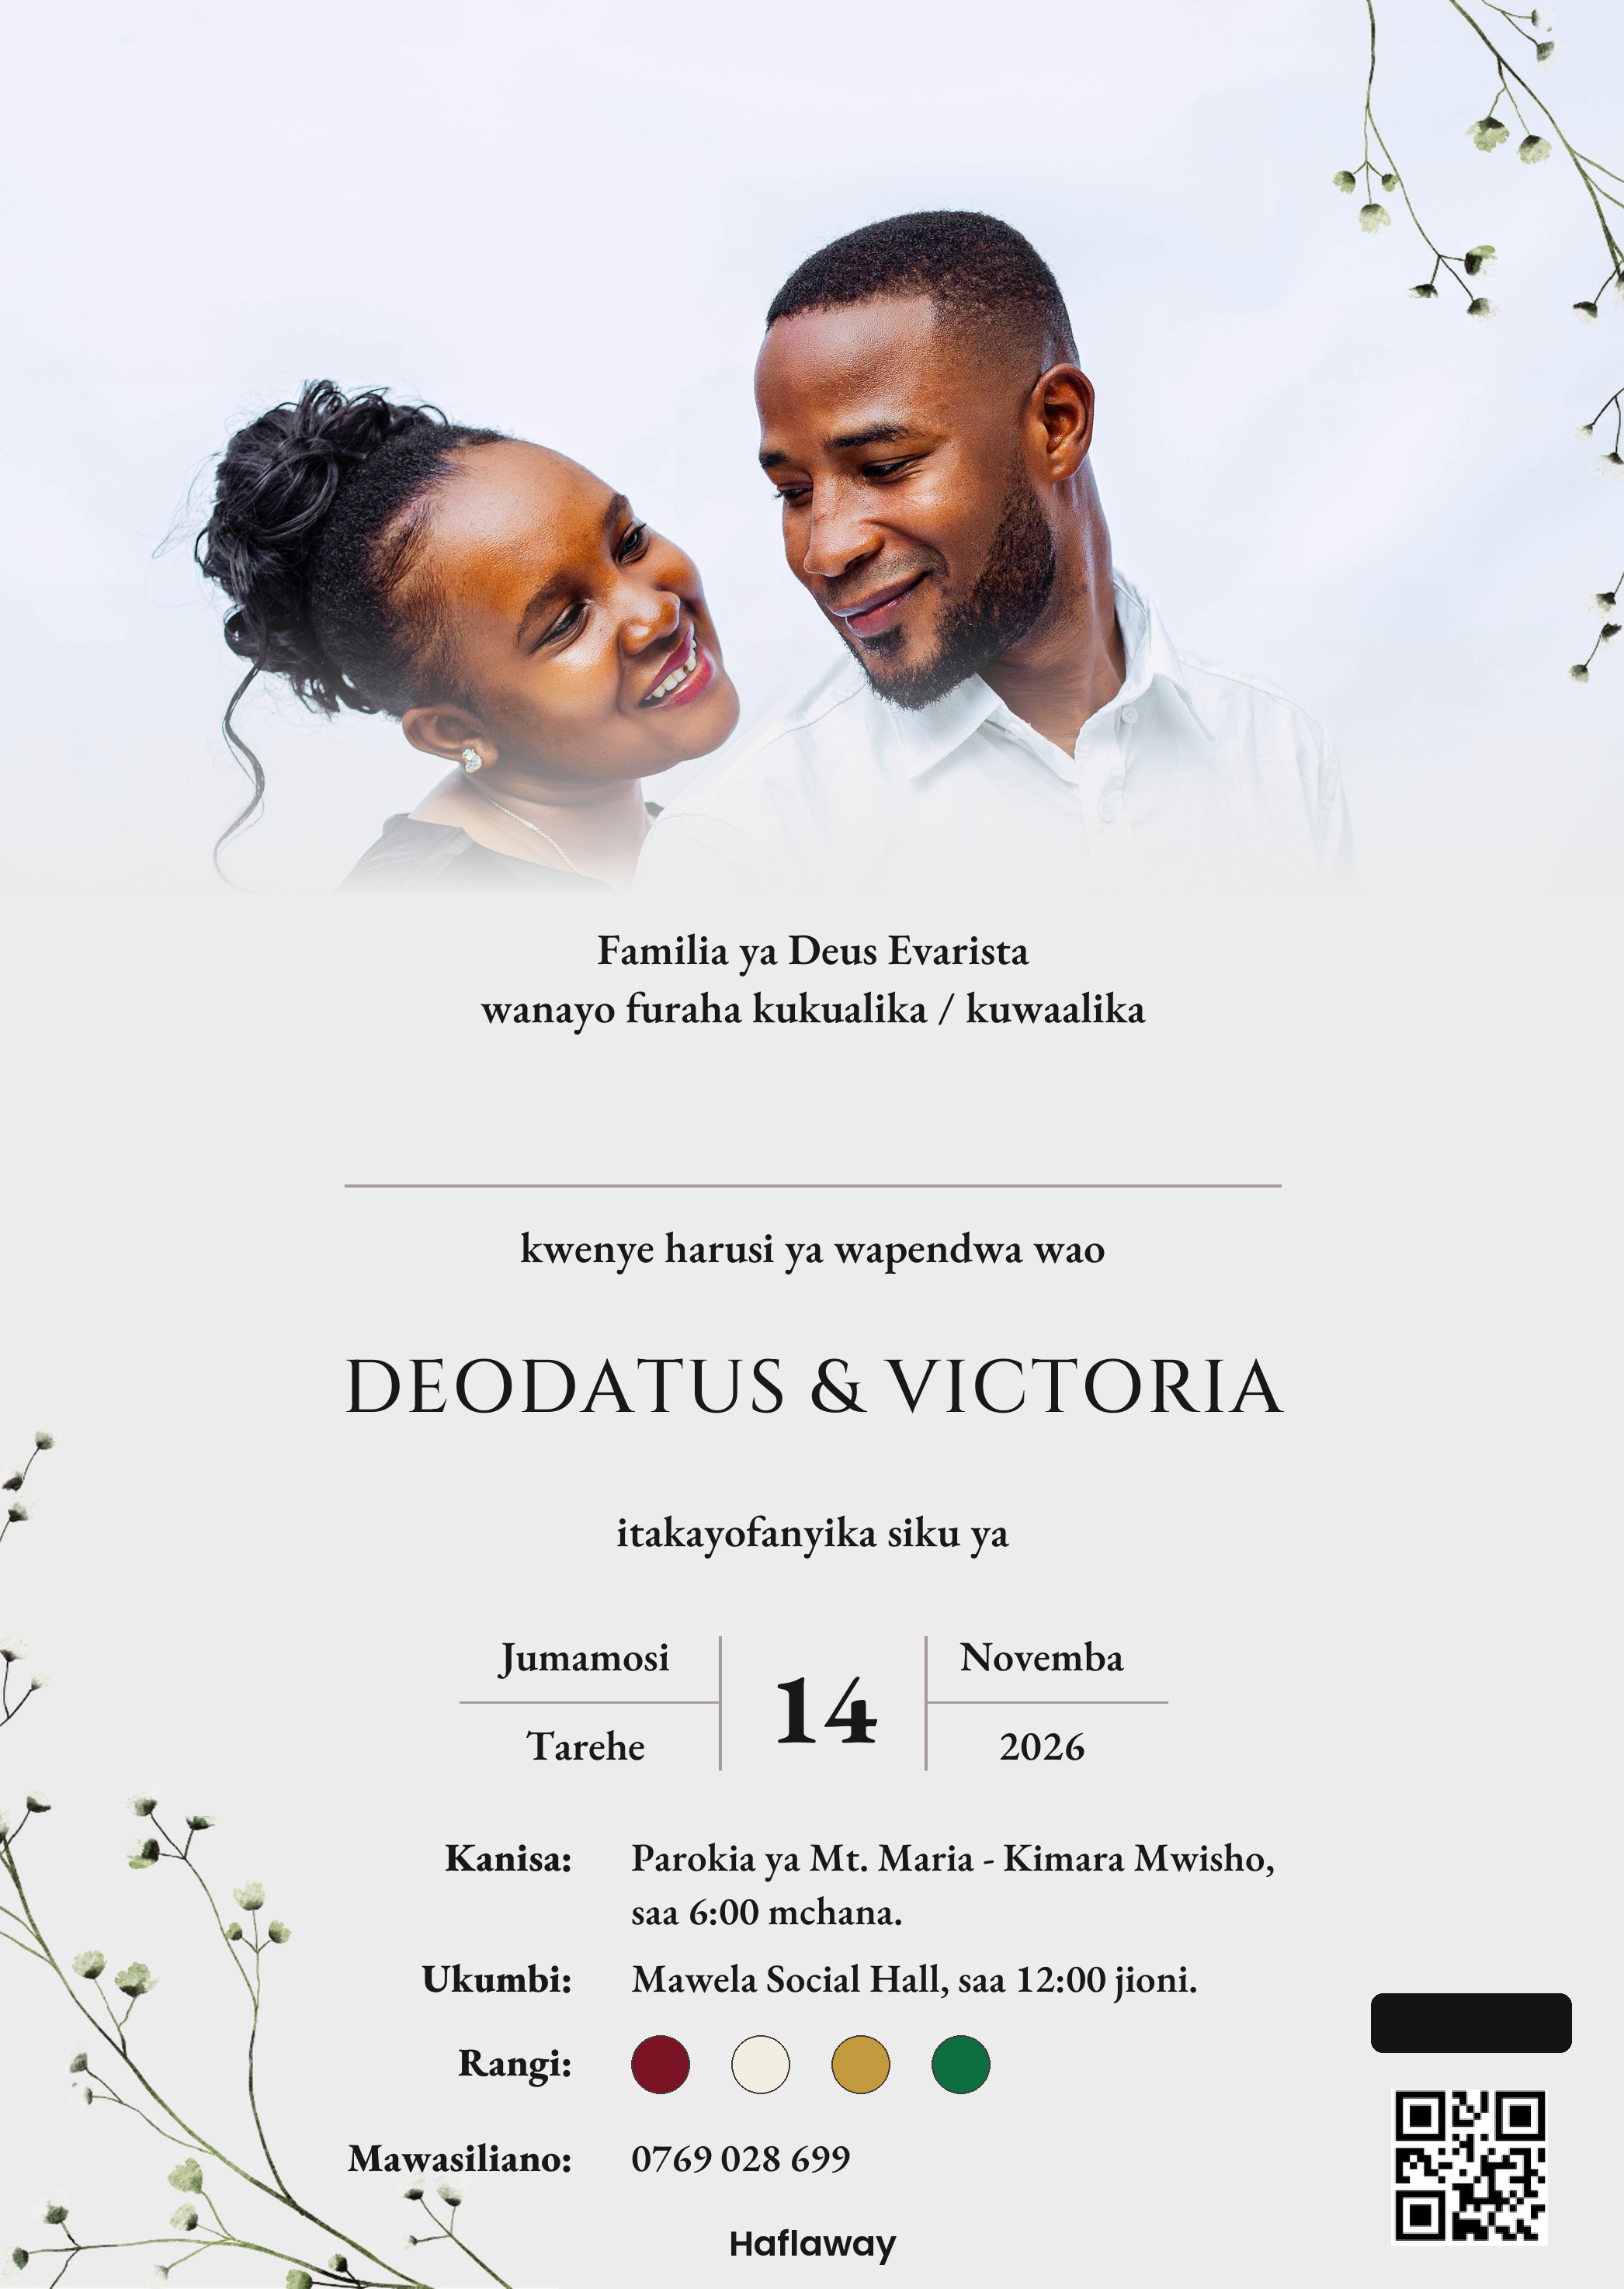 Familia ya Deus Evarista
wanayo furaha kukualika / kuwaalika
kwenye harusi ya wapendwa wao
DEODATUS & VICTORIA
itakayofanyika siku ya
Jumamosi
Tarehe
14
Novemba
2026
Kanisa: Parokia ya Mt. Maria - Kimara Mwisho,
saa 6:00 mchana.
Ukumbi: Mawela Social Hall, saa 12:00 jioni.
Rangi:
Mawasiliano: 0769 028 699
Haflaway